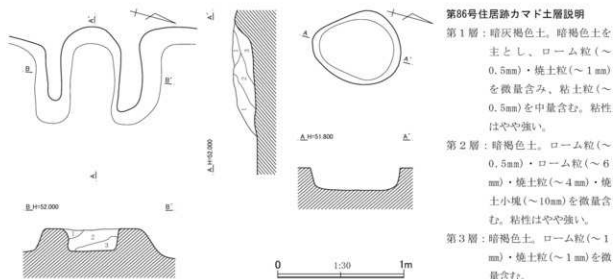 第86号住居跡カマド土層説明
第1層：暗灰褐色土。暗褐色土を
主とし、ローム粒(～
0.5mm)・焼土粒(～1mm)
を微量含み、粘土粒(～
0.5mm)を中量含む。粘性
はやや強い。
第2層：暗褐色土。ローム粒(～
0.5mm)・ローム粒(～6
mm)・焼土粒(～4mm)・焼
土小塊(～10mm)を微量含
む。粘性はやや強い。
第3層：暗褐色土。ローム粒(～1
mm)・焼土粒(～1mm)を微
量含む。
A'
B
B'
A
A'
1
3
2
1
A H=52.000
A
A'
A H=51.800
A'
B H=52.000
B'
1
2
3
0
1:30
1m